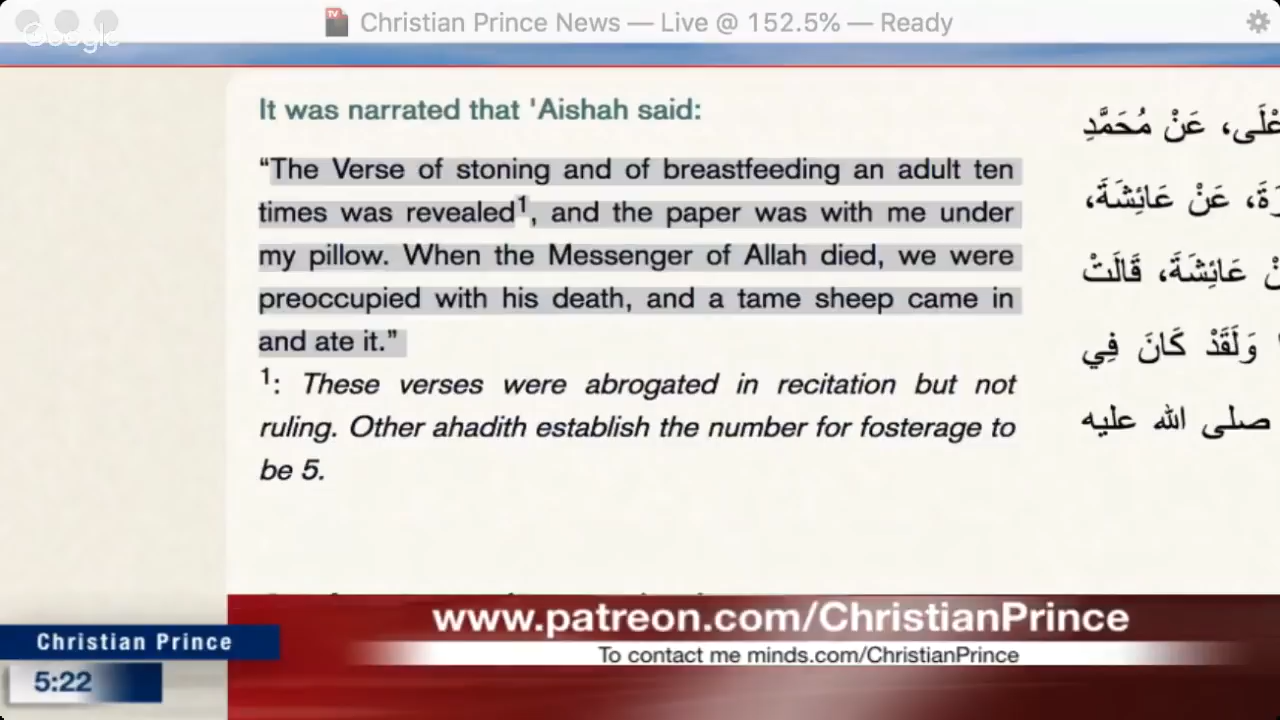 Christian Prince News — Live @ 152.5% — Ready
TV
Google
It was narrated that 'Aishah said:
“The Verse of stoning and of breastfeeding an adult ten
times was revealed¹, and the paper was with me under
my pillow. When the Messenger of Allah died, we were
preoccupied with his death, and a tame sheep came in
and ate it.”
¹: These verses were abrogated in recitation but not
ruling. Other ahadith establish the number for fosterage to
be 5.
عَنْ مُحَمَّدِ
عَائِشَةَ،
عَائِشَةَ، قَالَتْ
وَلَقَدْ كَانَ فِي
صلى الله عليه
www.patreon.com/ChristianPrince
To contact me minds.com/ChristianPrince
Christian Prince
5:22